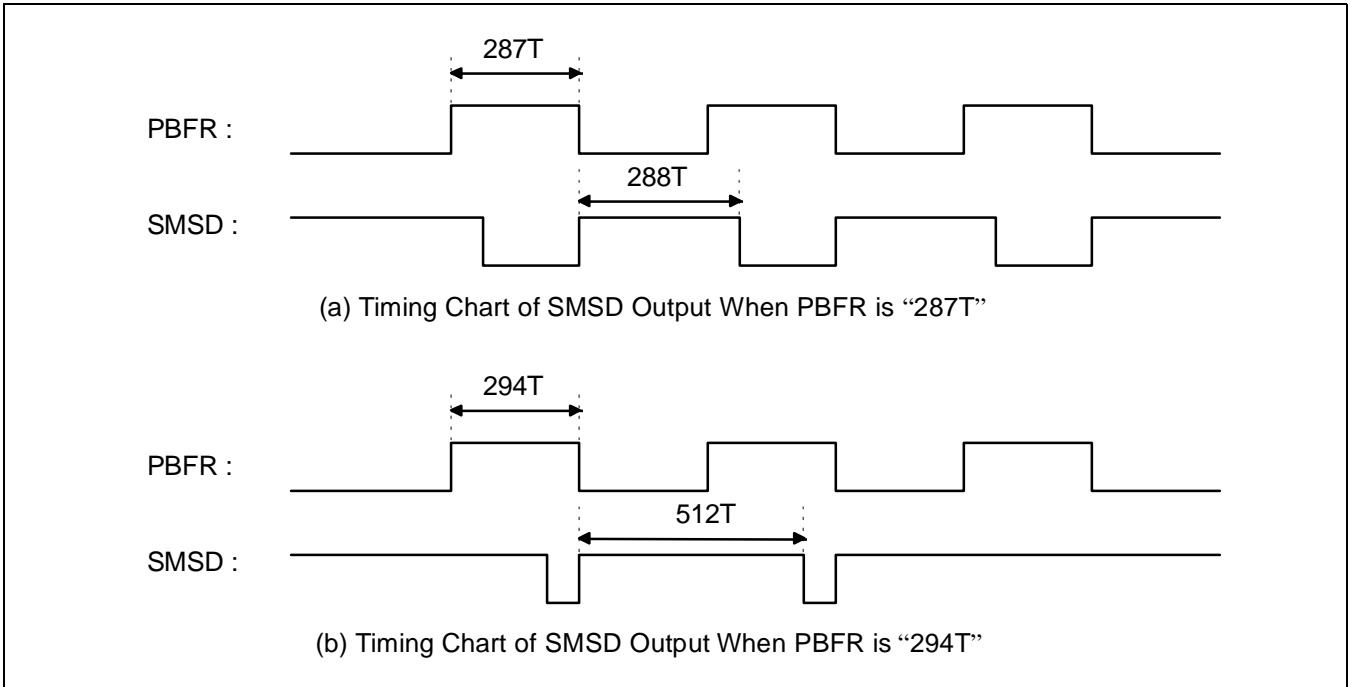 287T
PBFR :
288T
SMSD :
(a) Timing Chart of SMSD Output When PBFR is “287T”
294T
PBFR :
512T
SMSD :
(b) Timing Chart of SMSD Output When PBFR is “294T”